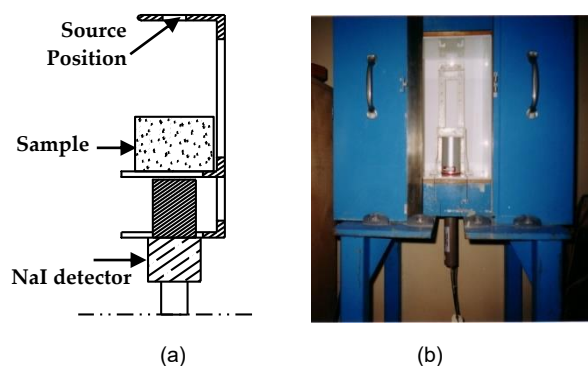 Source
Position
Sample
NaI detector
(a)
(b)